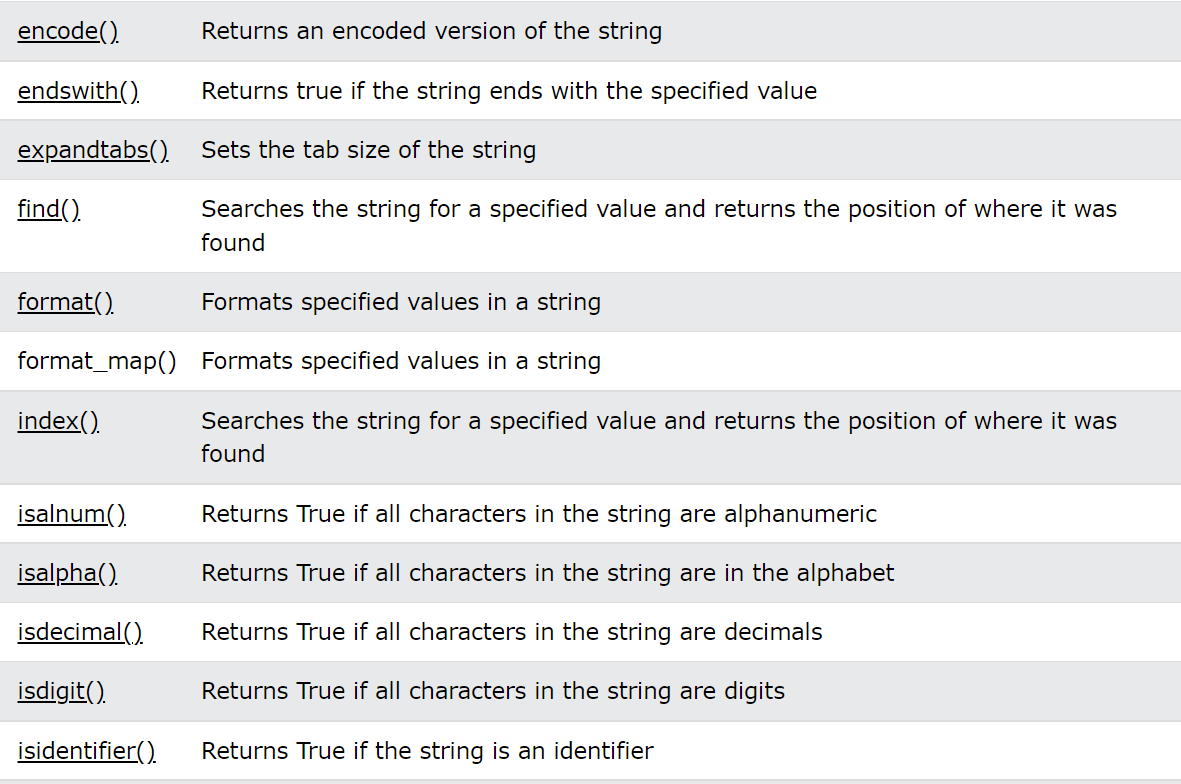 encode() Returns an encoded version of the string
endswith() Returns true if the string ends with the specified value
expandtabs() Sets the tab size of the string
find() Searches the string for a specified value and returns the position of where it was
found
format() Formats specified values in a string
format_map() Formats specified values in a string
index() Searches the string for a specified value and returns the position of where it was
found
isalnum() Returns True if all characters in the string are alphanumeric
isalpha() Returns True if all characters in the string are in the alphabet
isdecimal() Returns True if all characters in the string are decimals
isdigit() Returns True if all characters in the string are digits
isidentifier() Returns True if the string is an identifier